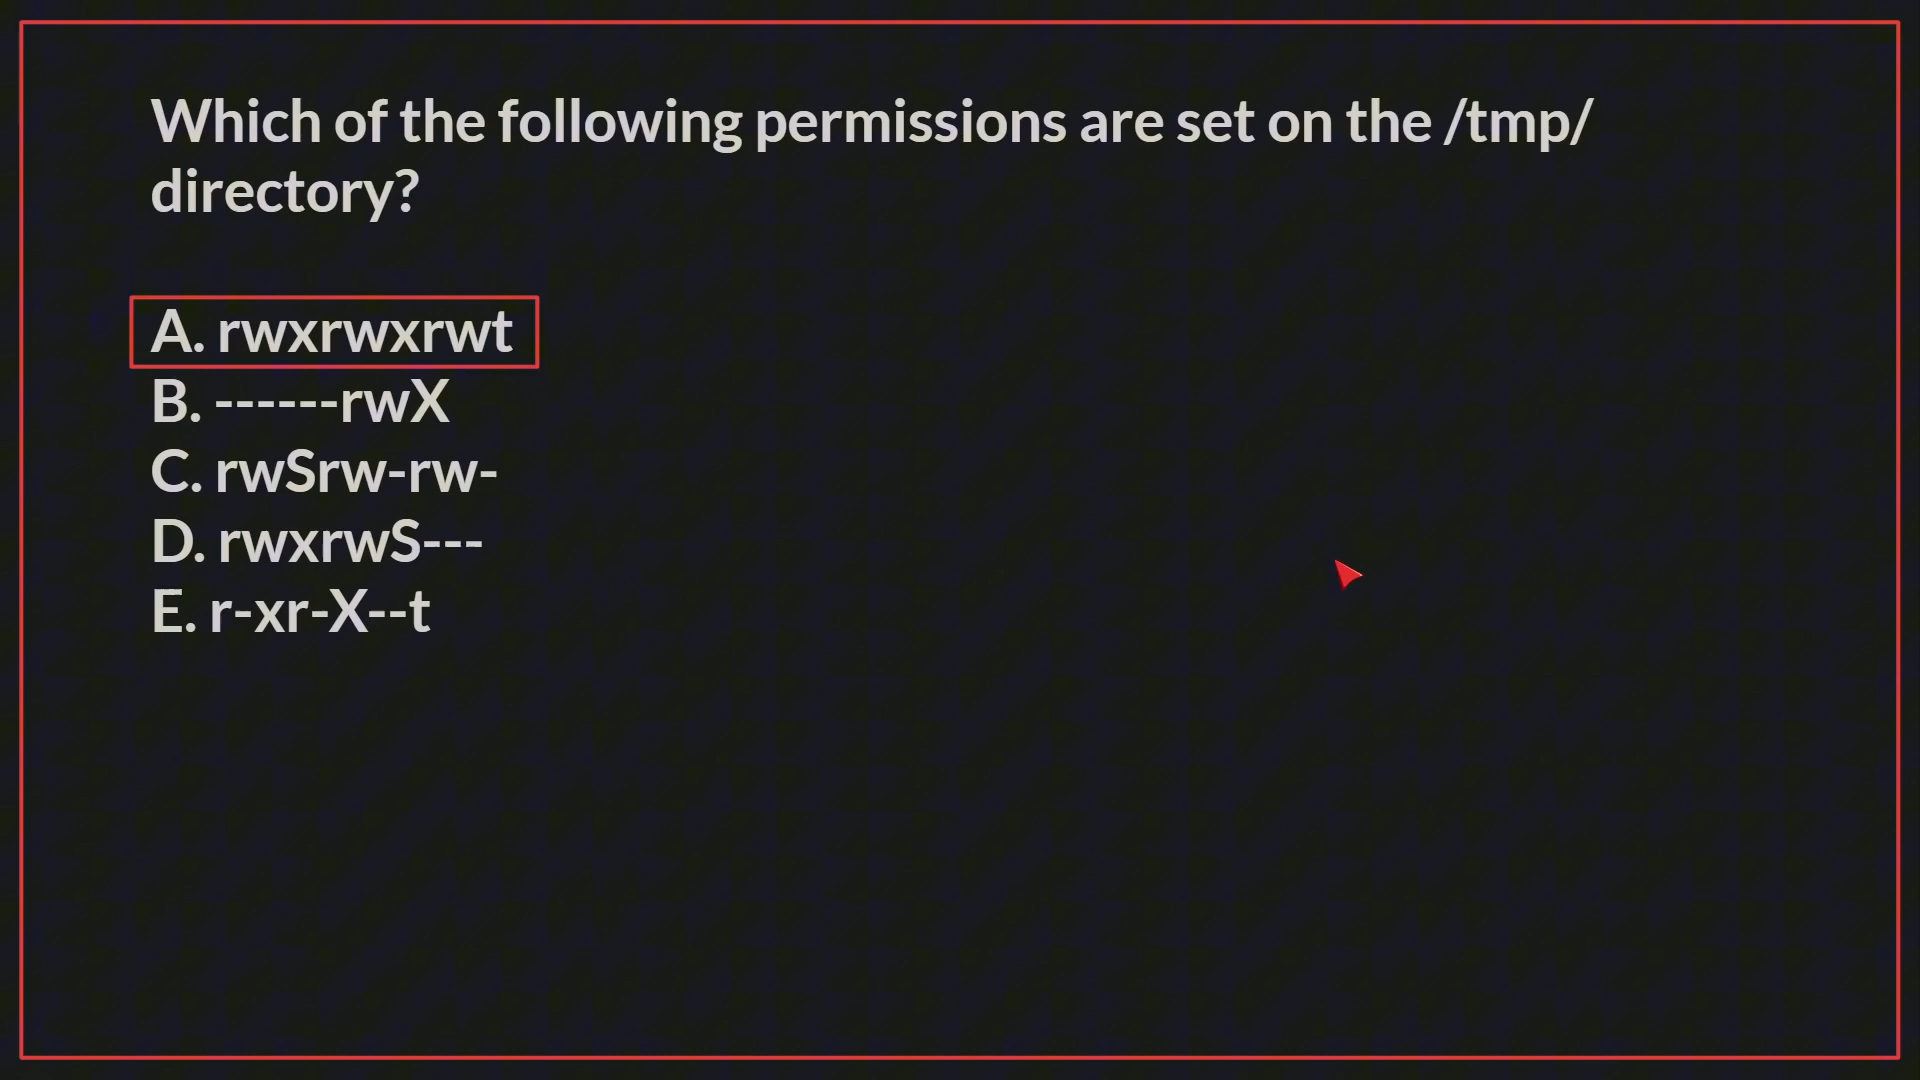 Which of the following permissions are set on the /tmp/
directory?
A. rwxrwxrwt
B. ------rwX
C. rwSrw-rw-
D. rwxrwS---
E. r-xr-X--t